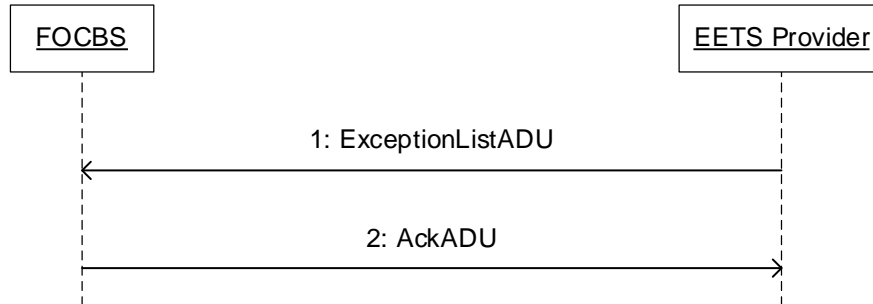 FOCBS
EETS Provider
1: ExceptionListADU
2: AckADU